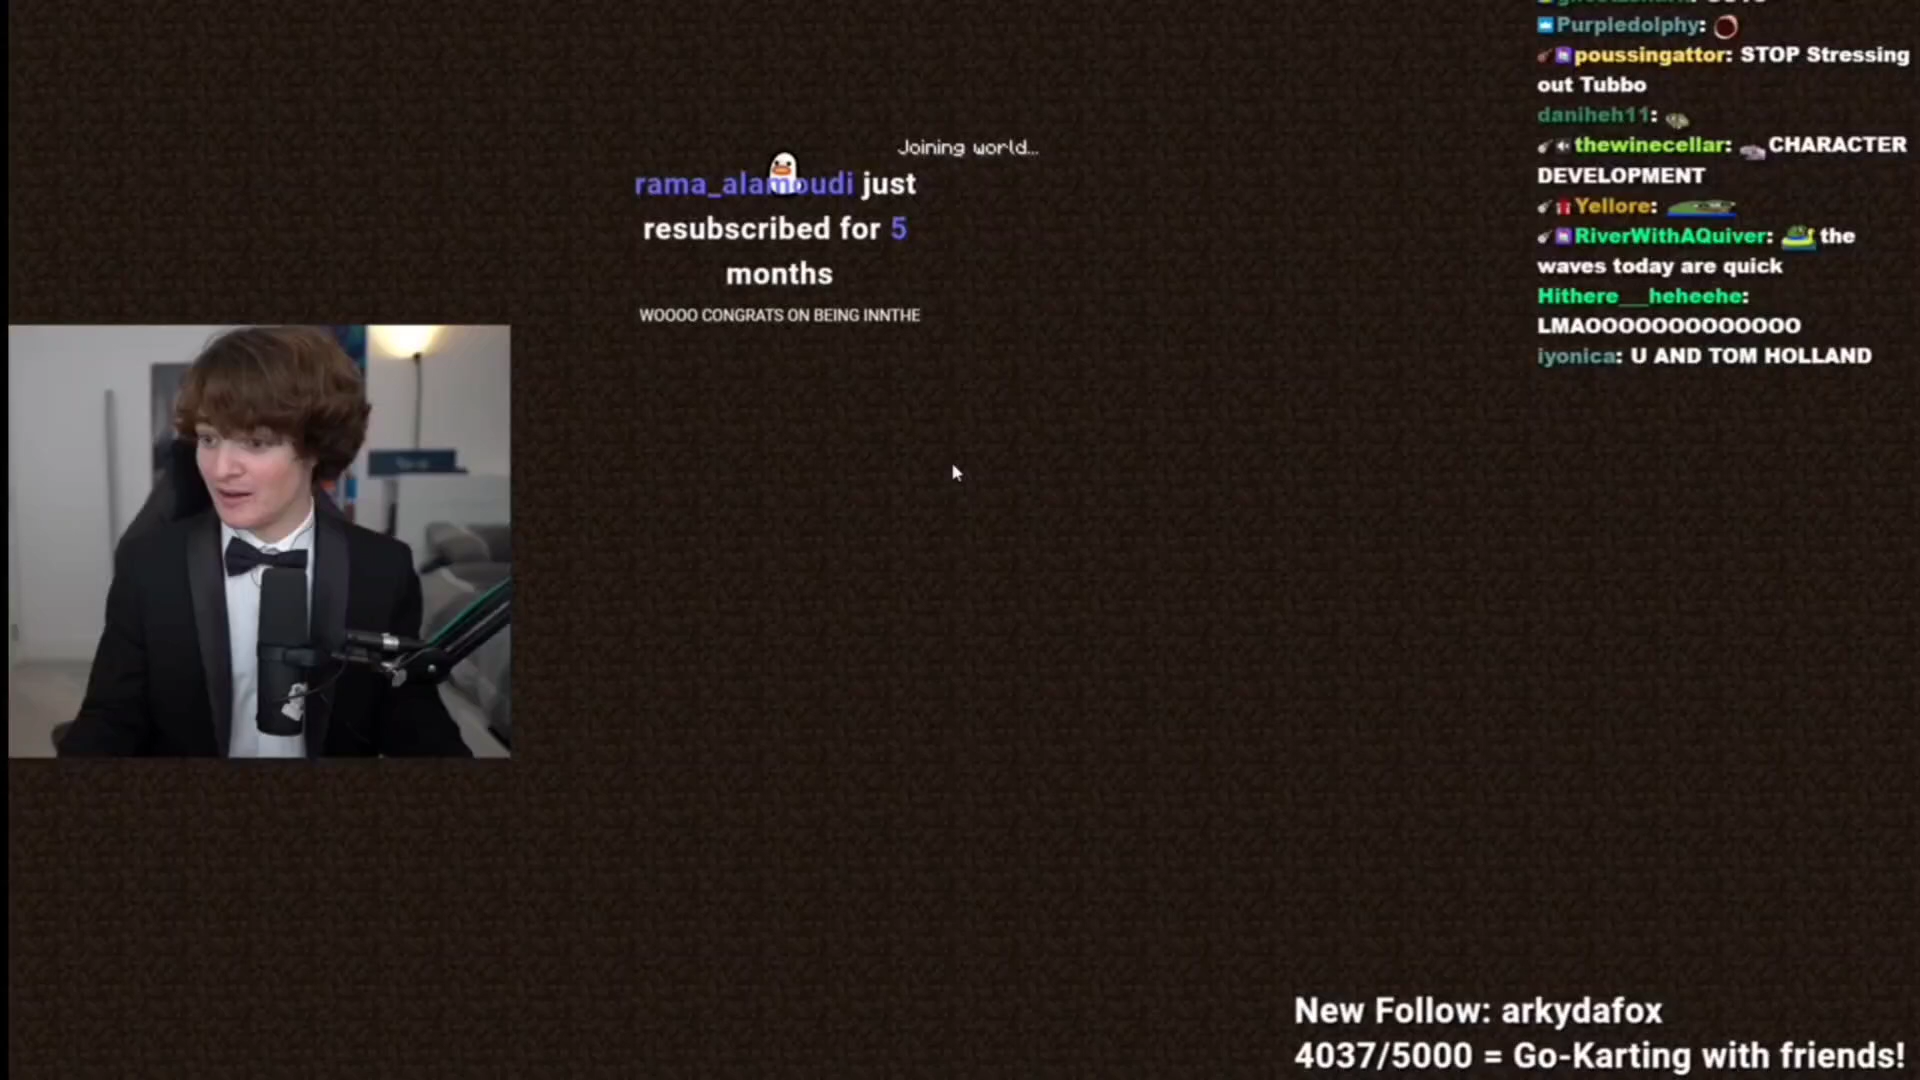 Purpledolphy:
poussingattor: STOP Stressing
out Tubbo
daniheh11:
thewinecellar: CHARACTER
DEVELOPMENT
Yellore:
RiverWithAQuiver: the
waves today are quick
Hithere__heheehe:
LMAOOOOOOOOOOOOO
iyonica: U AND TOM HOLLAND
Joining world...
rama_alamoudi just
resubscribed for 5
months
WOOOO CONGRATS ON BEING INNTHE
New Follow: arkydafox
4037/5000 = Go-Karting with friends!